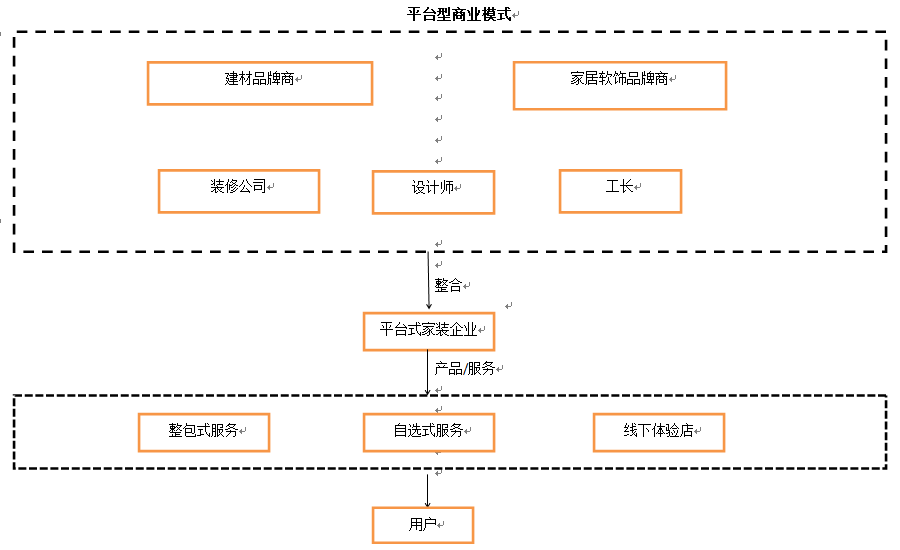 平台型商业模式
建材品牌商
家居软饰品牌商
装修公司
设计师
工长
整合
平台式家装企业
产品/服务
整包式服务
自选式服务
线下体验店
用户